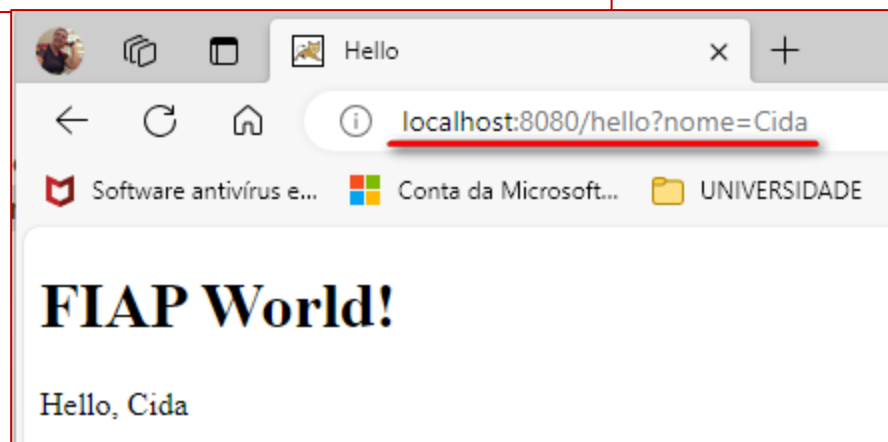 Hello
localhost:8080/hello?nome=Cida
Software antivírus e... Conta da Microsoft... UNIVERSIDADE
FIAP World!
Hello, Cida